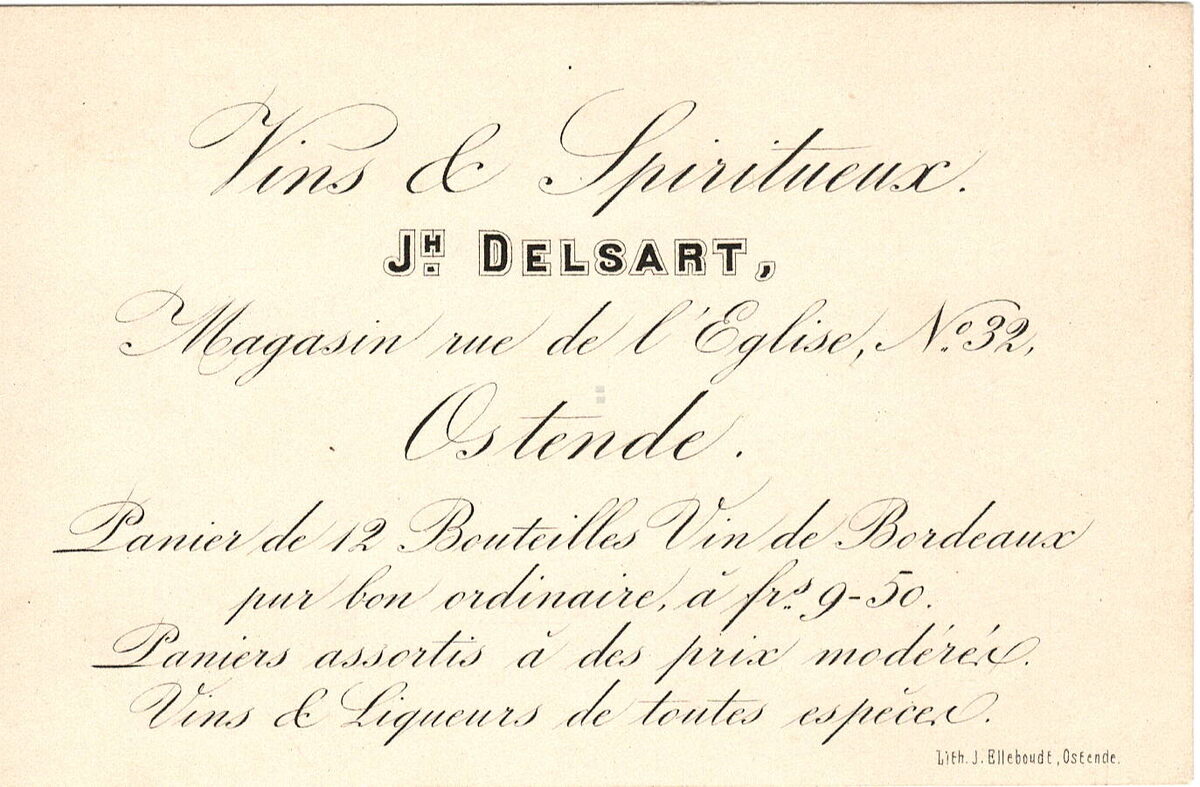 Vins & Spiritueux.
JH. DELSART,
Magasin rue de l'Eglise, No. 32,
Ostende.
Panier de 12 Bouteilles Vin de Bordeaux
pur bon ordinaire, à frs. 9-50.
Paniers assortis à des prix modérés.
Vins & Liqueurs de toutes espèces.
Lith. J. Elleboudt, Ostende.